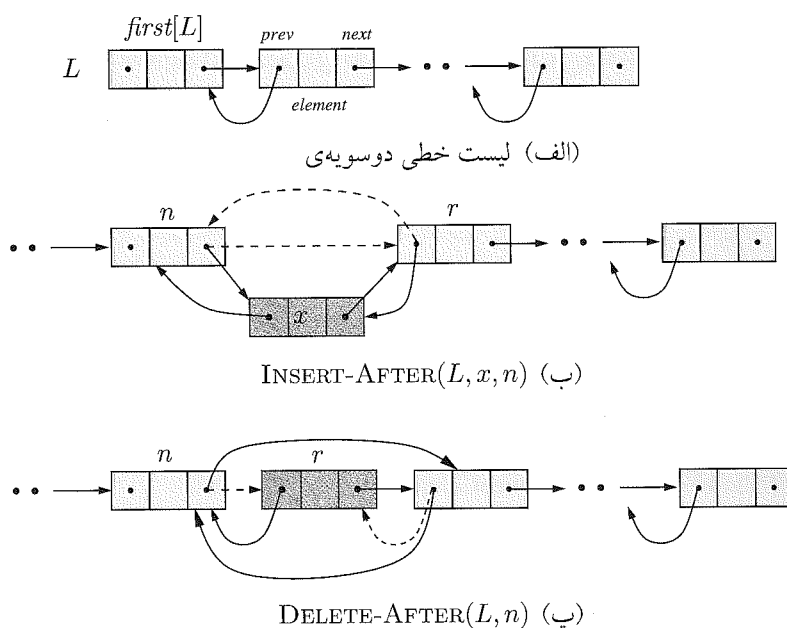 first[L]
prev next
L
element
(الف) لیست خطی دوسویه‌ی
n r
x
(ب) INSERT-AFTER(L, x, n)
n r
(پ) DELETE-AFTER(L, n)